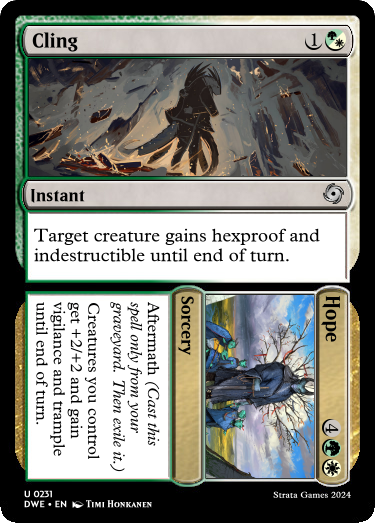 Cling 1
Instant
Target creature gains hexproof and
indestructible until end of turn.
Hope 4
Sorcery
Aftermath (Cast this
spell only from your
graveyard. Then exile it.)
Creatures you control
get +2/+2 and gain
vigilance and trample
until end of turn.
U 0231
DWE • EN TIMI HONKANEN
Strata Games 2024